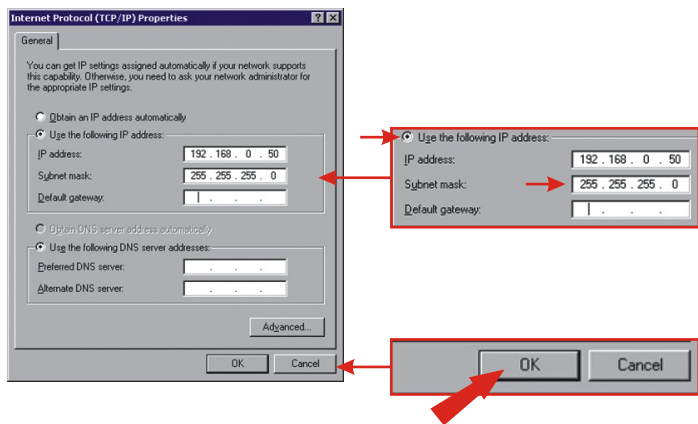 Internet Protocol (TCP/IP) Properties
General
You can get IP settings assigned automatically if your network supports
this capability. Otherwise, you need to ask your network administrator for
the appropriate IP settings.
Obtain an IP address automatically
Use the following IP address:
IP address: 192 . 168 . 0 . 50
Subnet mask: 255 . 255 . 255 . 0
Default gateway: . . .
Obtain DNS server address automatically
Use the following DNS server addresses:
Preferred DNS server: . . .
Alternate DNS server: . . .
Advanced...
OK Cancel
Use the following IP address:
IP address: 192 . 168 . 0 . 50
Subnet mask: 255 . 255 . 255 . 0
Default gateway: . . .
OK Cancel